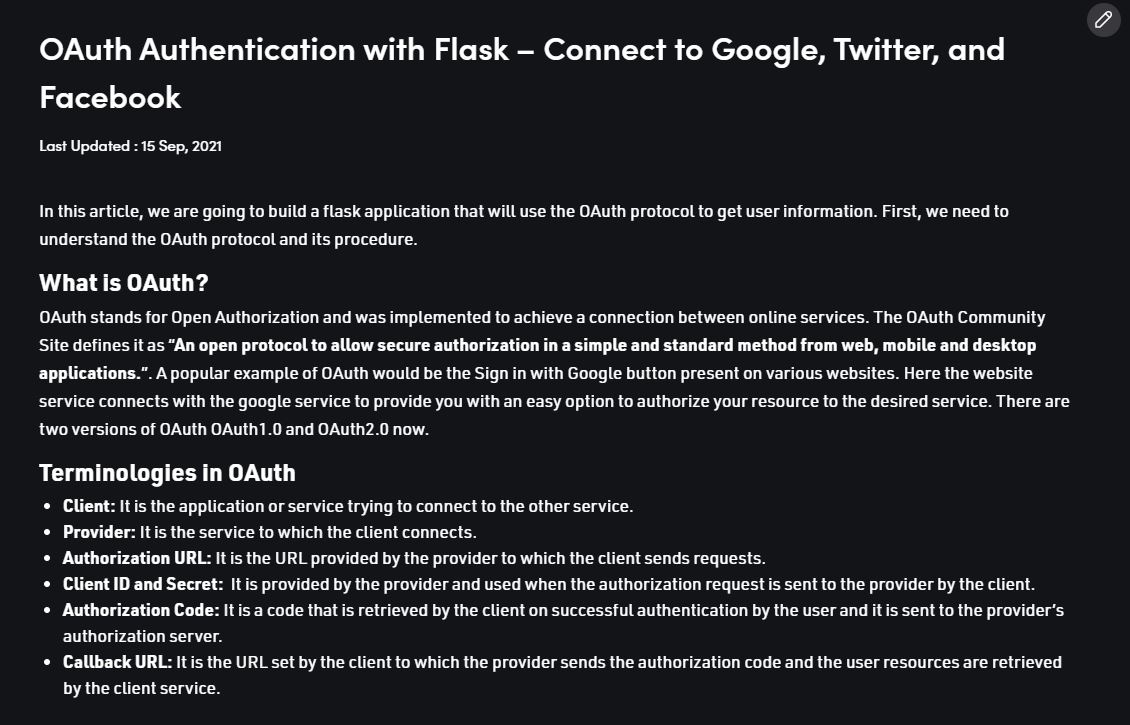 OAuth Authentication with Flask – Connect to Google, Twitter, and
Facebook
Last Updated : 15 Sep, 2021
In this article, we are going to build a flask application that will use the OAuth protocol to get user information. First, we need to
understand the OAuth protocol and its procedure.
What is OAuth?
OAuth stands for Open Authorization and was implemented to achieve a connection between online services. The OAuth Community
Site defines it as “An open protocol to allow secure authorization in a simple and standard method from web, mobile and desktop
applications.”. A popular example of OAuth would be the Sign in with Google button present on various websites. Here the website
service connects with the google service to provide you with an easy option to authorize your resource to the desired service. There are
two versions of OAuth OAuth1.0 and OAuth2.0 now.
Terminologies in OAuth
• Client: It is the application or service trying to connect to the other service.
• Provider: It is the service to which the client connects.
• Authorization URL: It is the URL provided by the provider to which the client sends requests.
• Client ID and Secret:  It is provided by the provider and used when the authorization request is sent to the provider by the client.
• Authorization Code: It is a code that is retrieved by the client on successful authentication by the user and it is sent to the provider’s
authorization server.
• Callback URL: It is the URL set by the client to which the provider sends the authorization code and the user resources are retrieved
by the client service.